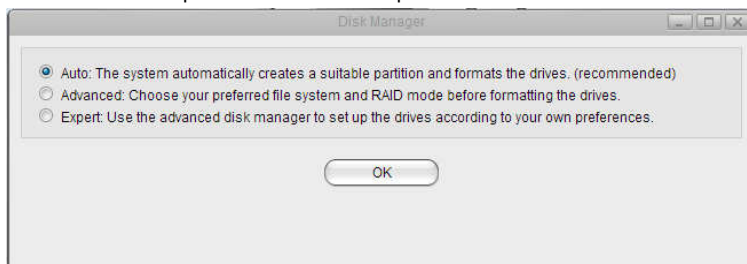 Disk Manager
Auto: The system automatically creates a suitable partition and formats the drives. (recommended)
Advanced: Choose your preferred file system and RAID mode before formatting the drives.
Expert: Use the advanced disk manager to set up the drives according to your own preferences.
OK